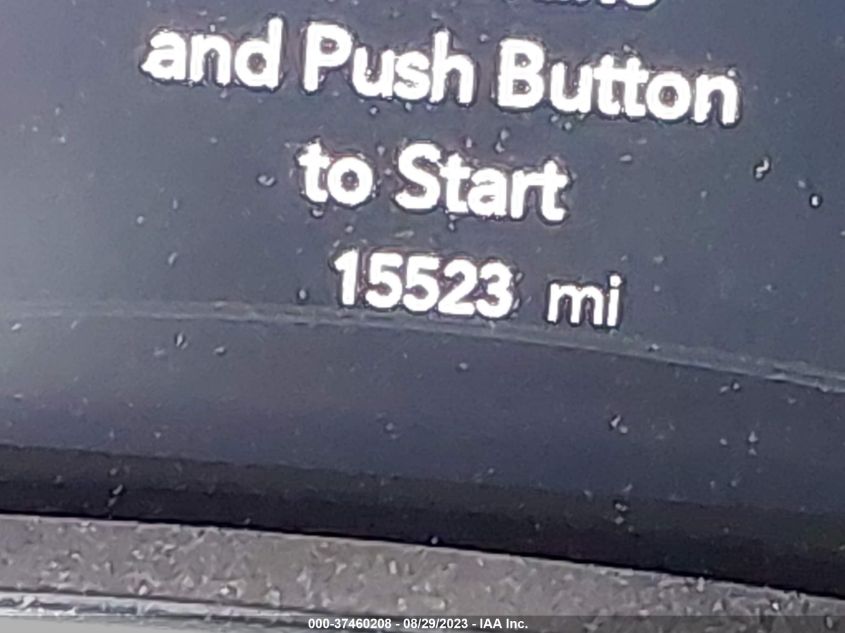 and Push Button
to Start
15523 mi
000-37460208 - 08/29/2023 - IAA Inc.